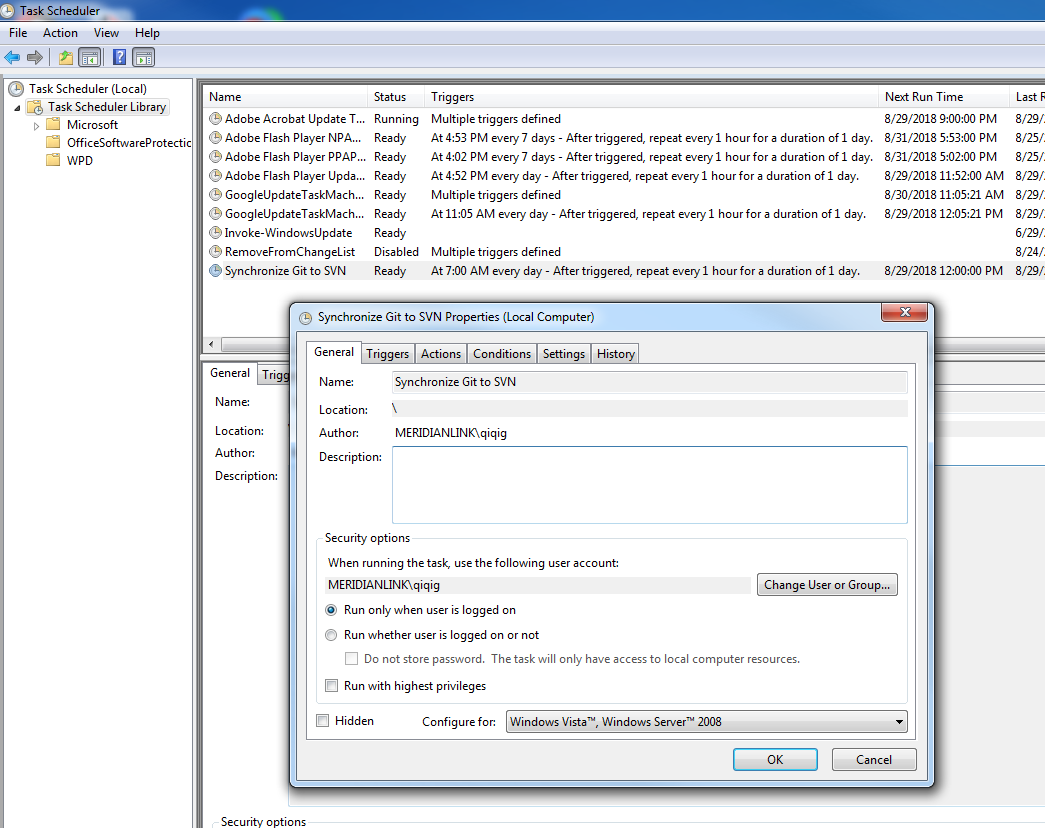 Task Scheduler
File Action View Help
Task Scheduler (Local)
Task Scheduler Library
Microsoft
OfficeSoftwareProtectic
WPD
Name Status Triggers Next Run Time Last R
Adobe Acrobat Update T... Running Multiple triggers defined 8/29/2018 9:00:00 PM 8/29/
Adobe Flash Player NPA... Ready At 4:53 PM every 7 days - After triggered, repeat every 1 hour for a duration of 1 day. 8/31/2018 5:53:00 PM 8/25/
Adobe Flash Player PPAP... Ready At 4:02 PM every 7 days - After triggered, repeat every 1 hour for a duration of 1 day. 8/31/2018 5:02:00 PM 8/25/
Adobe Flash Player Upda... Ready At 4:52 PM every day - After triggered, repeat every 1 hour for a duration of 1 day. 8/29/2018 11:52:00 AM 8/29/
GoogleUpdateTaskMach... Ready Multiple triggers defined 8/30/2018 11:05:21 AM 8/29/
GoogleUpdateTaskMach... Ready At 11:05 AM every day - After triggered, repeat every 1 hour for a duration of 1 day. 8/29/2018 12:05:21 PM 8/29/
Invoke-WindowsUpdate Ready 6/29/
RemoveFromChangeList Disabled Multiple triggers defined 8/24/
Synchronize Git to SVN Ready At 7:00 AM every day - After triggered, repeat every 1 hour for a duration of 1 day. 8/29/2018 12:00:00 PM 8/29/
General Trigg
Name:
Location:
Author:
Description:
Security options
Synchronize Git to SVN Properties (Local Computer)
General Triggers Actions Conditions Settings History
Name: Synchronize Git to SVN
Location: \
Author: MERIDIANLINK\qiqig
Description:
Security options
When running the task, use the following user account:
MERIDIANLINK\qiqig Change User or Group...
Run only when user is logged on
Run whether user is logged on or not
Do not store password. The task will only have access to local computer resources.
Run with highest privileges
Hidden Configure for: Windows Vista™, Windows Server™ 2008
OK Cancel